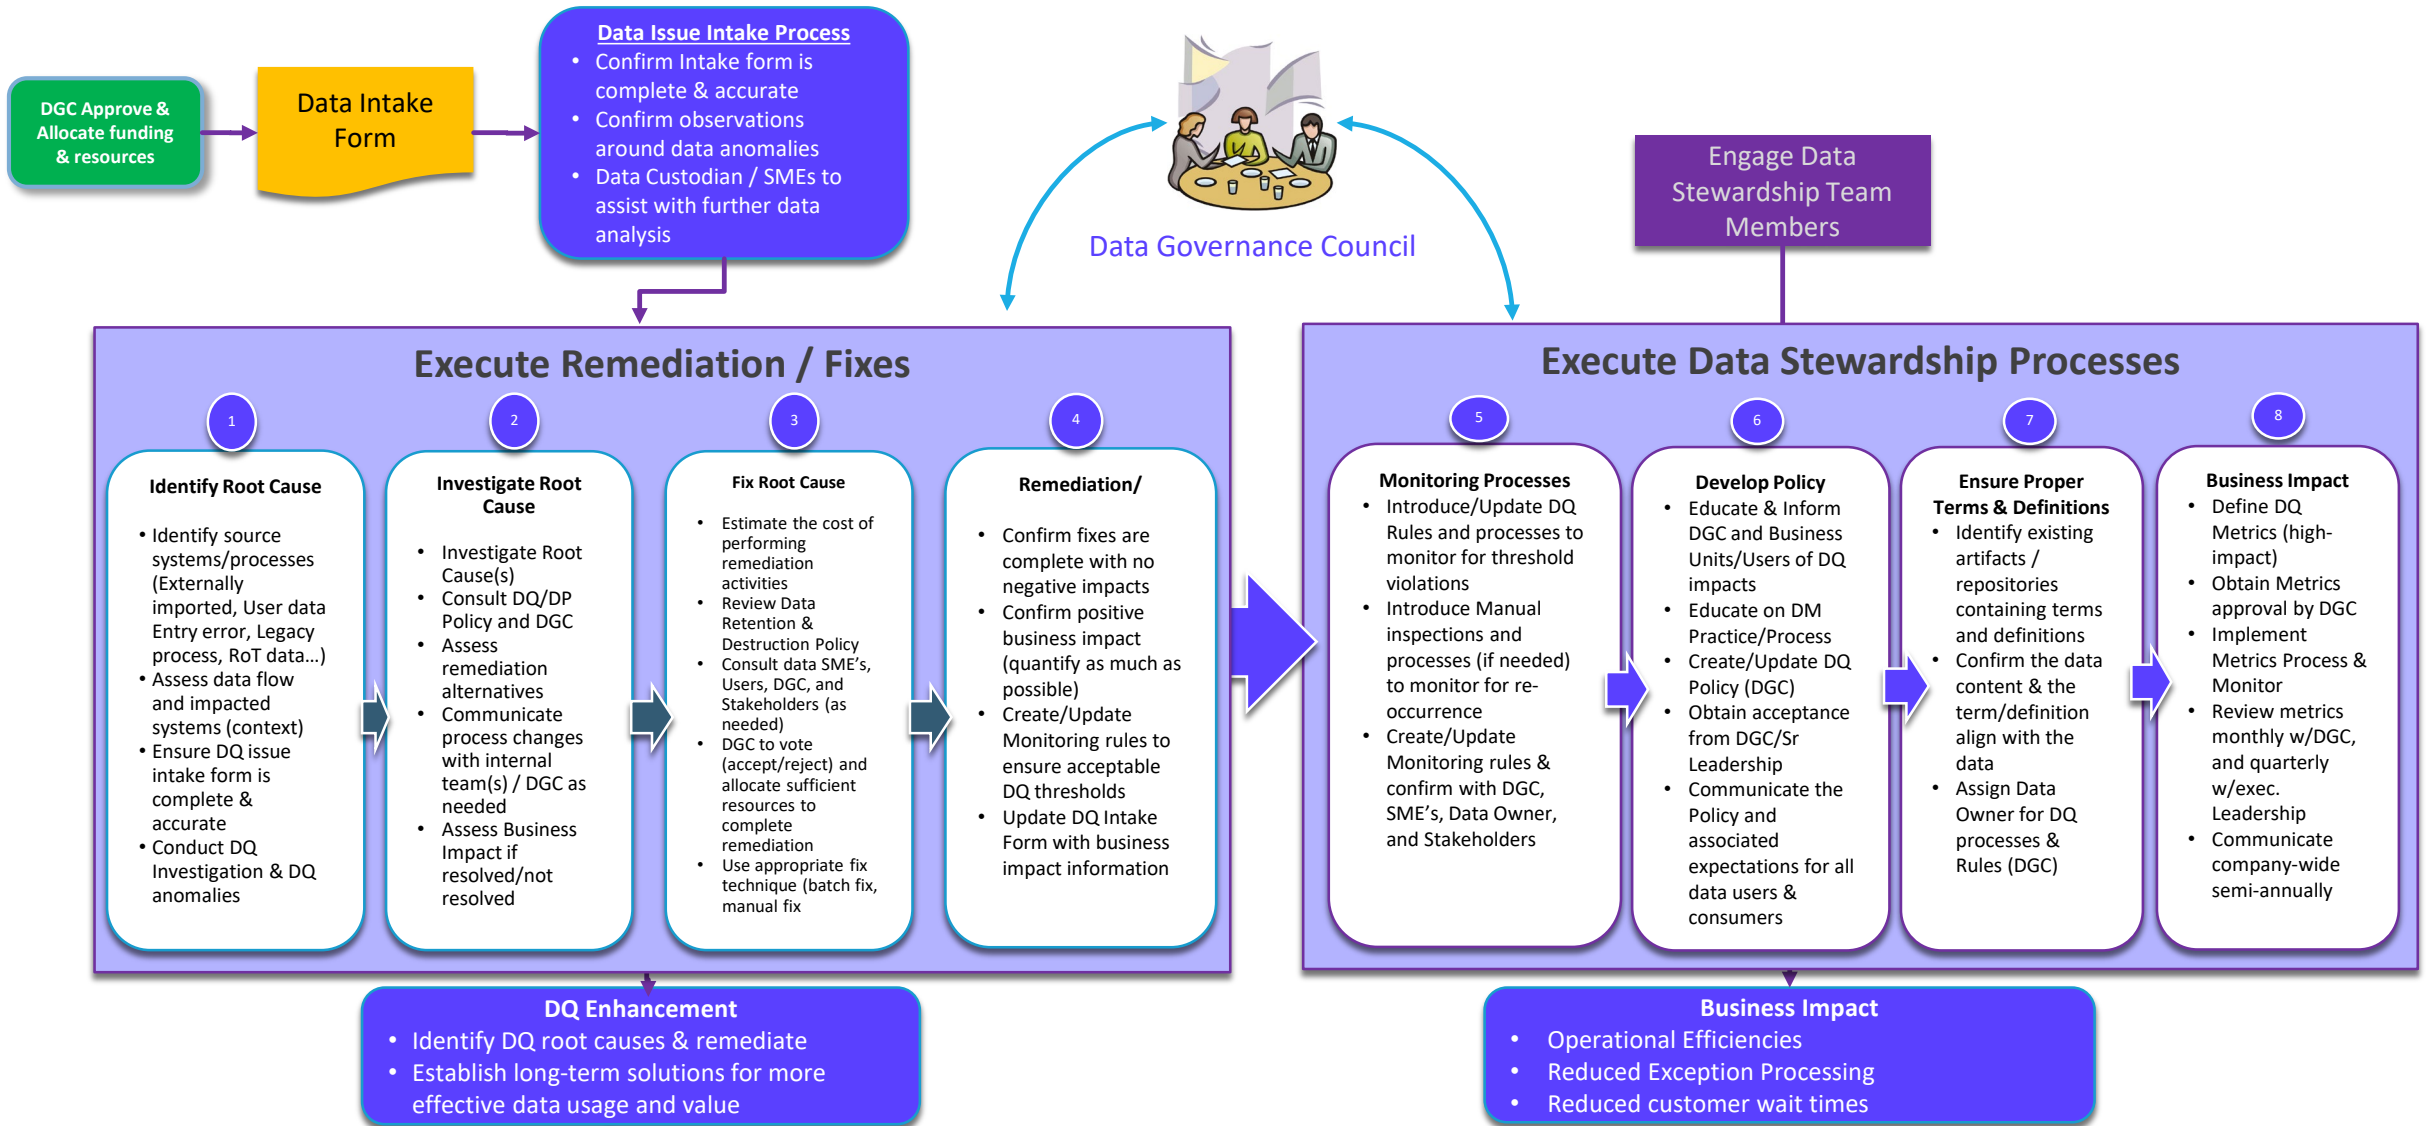 DGC Approve &
Allocate funding
& resources
Data Intake
Form
Data Issue Intake Process
• Confirm Intake form is
complete & accurate
• Confirm observations
around data anomalies
• Data Custodian / SMEs to
assist with further data
analysis
Data Governance Council
Engage Data
Stewardship Team
Members
Execute Remediation / Fixes
1
Identify Root Cause
• Identify source
systems/processes
(Externally
imported, User data
Entry error, Legacy
process, RoT data…)
• Assess data flow
and impacted
systems (context)
• Ensure DQ issue
intake form is
complete &
accurate
• Conduct DQ
Investigation & DQ
anomalies
2
Investigate Root
Cause
• Investigate Root
Cause(s)
• Consult DQ/DP
Policy and DGC
• Assess
remediation
alternatives
• Communicate
process changes
with internal
team(s) / DGC as
needed
• Assess Business
Impact if
resolved/not
resolved
3
Fix Root Cause
• Estimate the cost of
performing
remediation
activities
• Review Data
Retention &
Destruction Policy
• Consult data SME's,
Users, DGC, and
Stakeholders (as
needed)
• DGC to vote
(accept/reject) and
allocate sufficient
resources to
complete
remediation
• Use appropriate fix
technique (batch fix,
manual fix
4
Remediation/
• Confirm fixes are
complete with no
negative impacts
• Confirm positive
business impact
(quantify as much as
possible)
• Create/Update
Monitoring rules to
ensure acceptable
DQ thresholds
• Update DQ Intake
Form with business
impact information
Execute Data Stewardship Processes
5
Monitoring Processes
• Introduce/Update DQ
Rules and processes to
monitor for threshold
violations
• Introduce Manual
inspections and
processes (if needed)
to monitor for re-
occurrence
• Create/Update
Monitoring rules &
confirm with DGC,
SME's, Data Owner,
and Stakeholders
6
Develop Policy
• Educate & Inform
DGC and Business
Units/Users of DQ
impacts
• Educate on DM
Practice/Process
• Create/Update DQ
Policy (DGC)
• Obtain acceptance
from DGC/Sr
Leadership
• Communicate the
Policy and
associated
expectations for all
data users &
consumers
7
Ensure Proper
Terms & Definitions
• Identify existing
artifacts /
repositories
containing terms
and definitions
• Confirm the data
content & the
term/definition
align with the
data
• Assign Data
Owner for DQ
processes &
Rules (DGC)
8
Business Impact
• Define DQ
Metrics (high-
impact)
• Obtain Metrics
approval by DGC
• Implement
Metrics Process &
Monitor
• Review metrics
monthly w/DGC,
and quarterly
w/exec.
Leadership
• Communicate
company-wide
semi-annually
DQ Enhancement
• Identify DQ root causes & remediate
• Establish long-term solutions for more
effective data usage and value
Business Impact
• Operational Efficiencies
• Reduced Exception Processing
• Reduced customer wait times